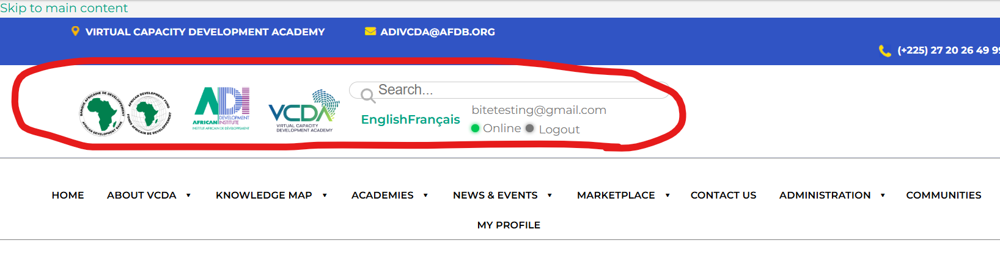 Skip to main content
VIRTUAL CAPACITY DEVELOPMENT ACADEMY
ADIVCDA@AFDB.ORG
(+225) 27 20 26 49 99
BANQUE AFRICAINE DE DEVELOPPEMENT
AFRICAN DEVELOPMENT BANK
AFRICAN DEVELOPMENT FUND
FONDS AFRICAIN DE DEVELOPPEMENT
ADI
DEVELOPMENT
AFRICAN INSTITUTE
INSTITUT AFRICAIN DE DÉVELOPPEMENT
VCDA
VIRTUAL CAPACITY
DEVELOPMENT ACADEMY
Search...
EnglishFrançais
bitetesting@gmail.com
Online Logout
HOME ABOUT VCDA KNOWLEDGE MAP ACADEMIES NEWS & EVENTS MARKETPLACE CONTACT US ADMINISTRATION COMMUNITIES
MY PROFILE